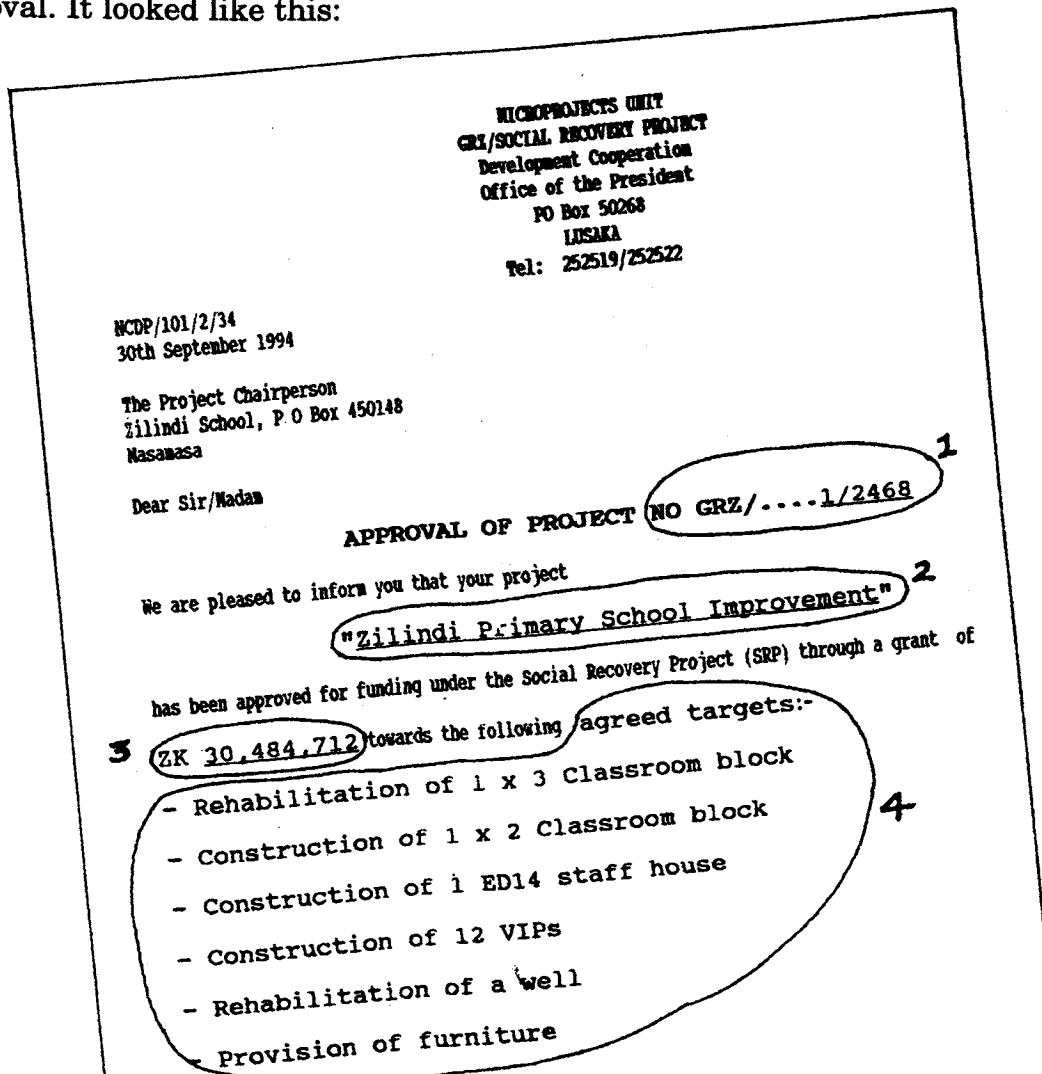 oval. It looked like this:
MICROPROJECTS UNIT
GRZ/SOCIAL RECOVERY PROJECT
Development Cooperation
Office of the President
PO Box 50268
LUSAKA
Tel: 252519/252522
NCDP/101/2/34
30th September 1994
The Project Chairperson
Zilindi School, P O Box 450148
Nasamasa
Dear Sir/Madam
APPROVAL OF PROJECT NO GRZ/....1/2468
1
We are pleased to inform you that your project
"Zilindi Primary School Improvement"
2
has been approved for funding under the Social Recovery Project (SRP) through a grant of
3 ZK 30,484,712 towards the following agreed targets:-
- Rehabilitation of 1 x 3 Classroom block
- Construction of 1 x 2 Classroom block
4
- Construction of 1 ED14 staff house
- Construction of 12 VIPs
- Rehabilitation of a well
- Provision of furniture